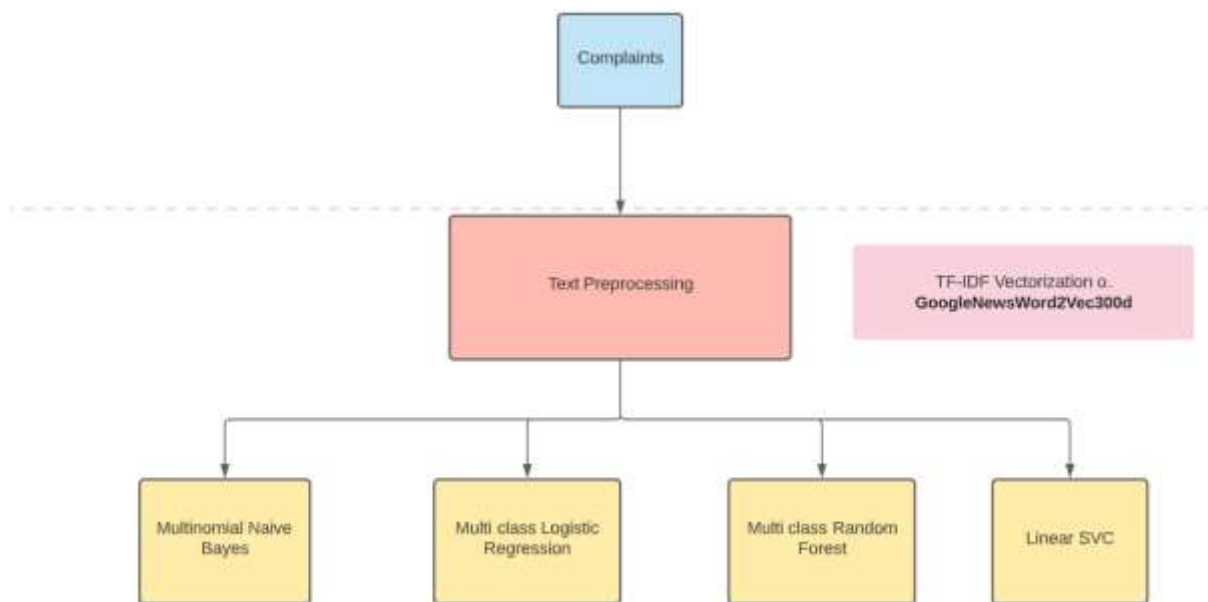 Complaints
Text Preprocessing
TF-IDF Vectorization o.
GoogleNewsWord2Vec300d
Multinomial Naive
Bayes
Multi class Logistic
Regression
Multi class Random
Forest
Linear SVC